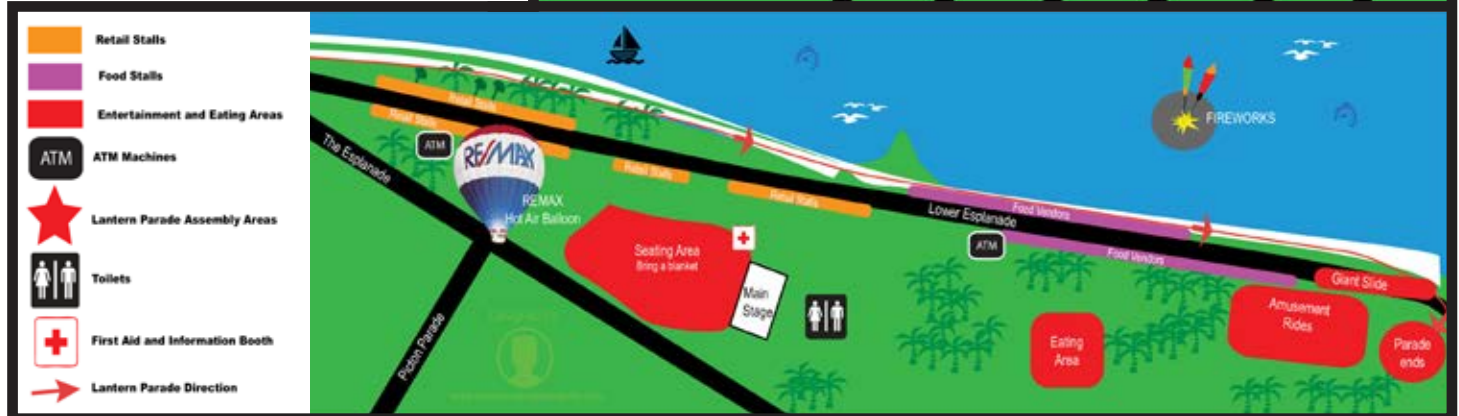 Retail Stalls
Food Stalls
Entertainment and Eating Areas
ATM
ATM Machines
Lantern Parade Assembly Areas
Toilets
First Aid and Information Booth
Lantern Parade Direction
Retail Stalls
Retail Stalls
The Esplanade
ATM
RE/MAX
REMAX
Hot Air Balloon
Retail Stalls
Retail Stalls
FIREWORKS
Food Vendors
Lower Esplanade
ATM
Food Vendors
Seating Area
Bring a blanket
Main
Stage
Giant Slide
Amusement
Rides
Eating
Area
Parade
ends
Picton Parade